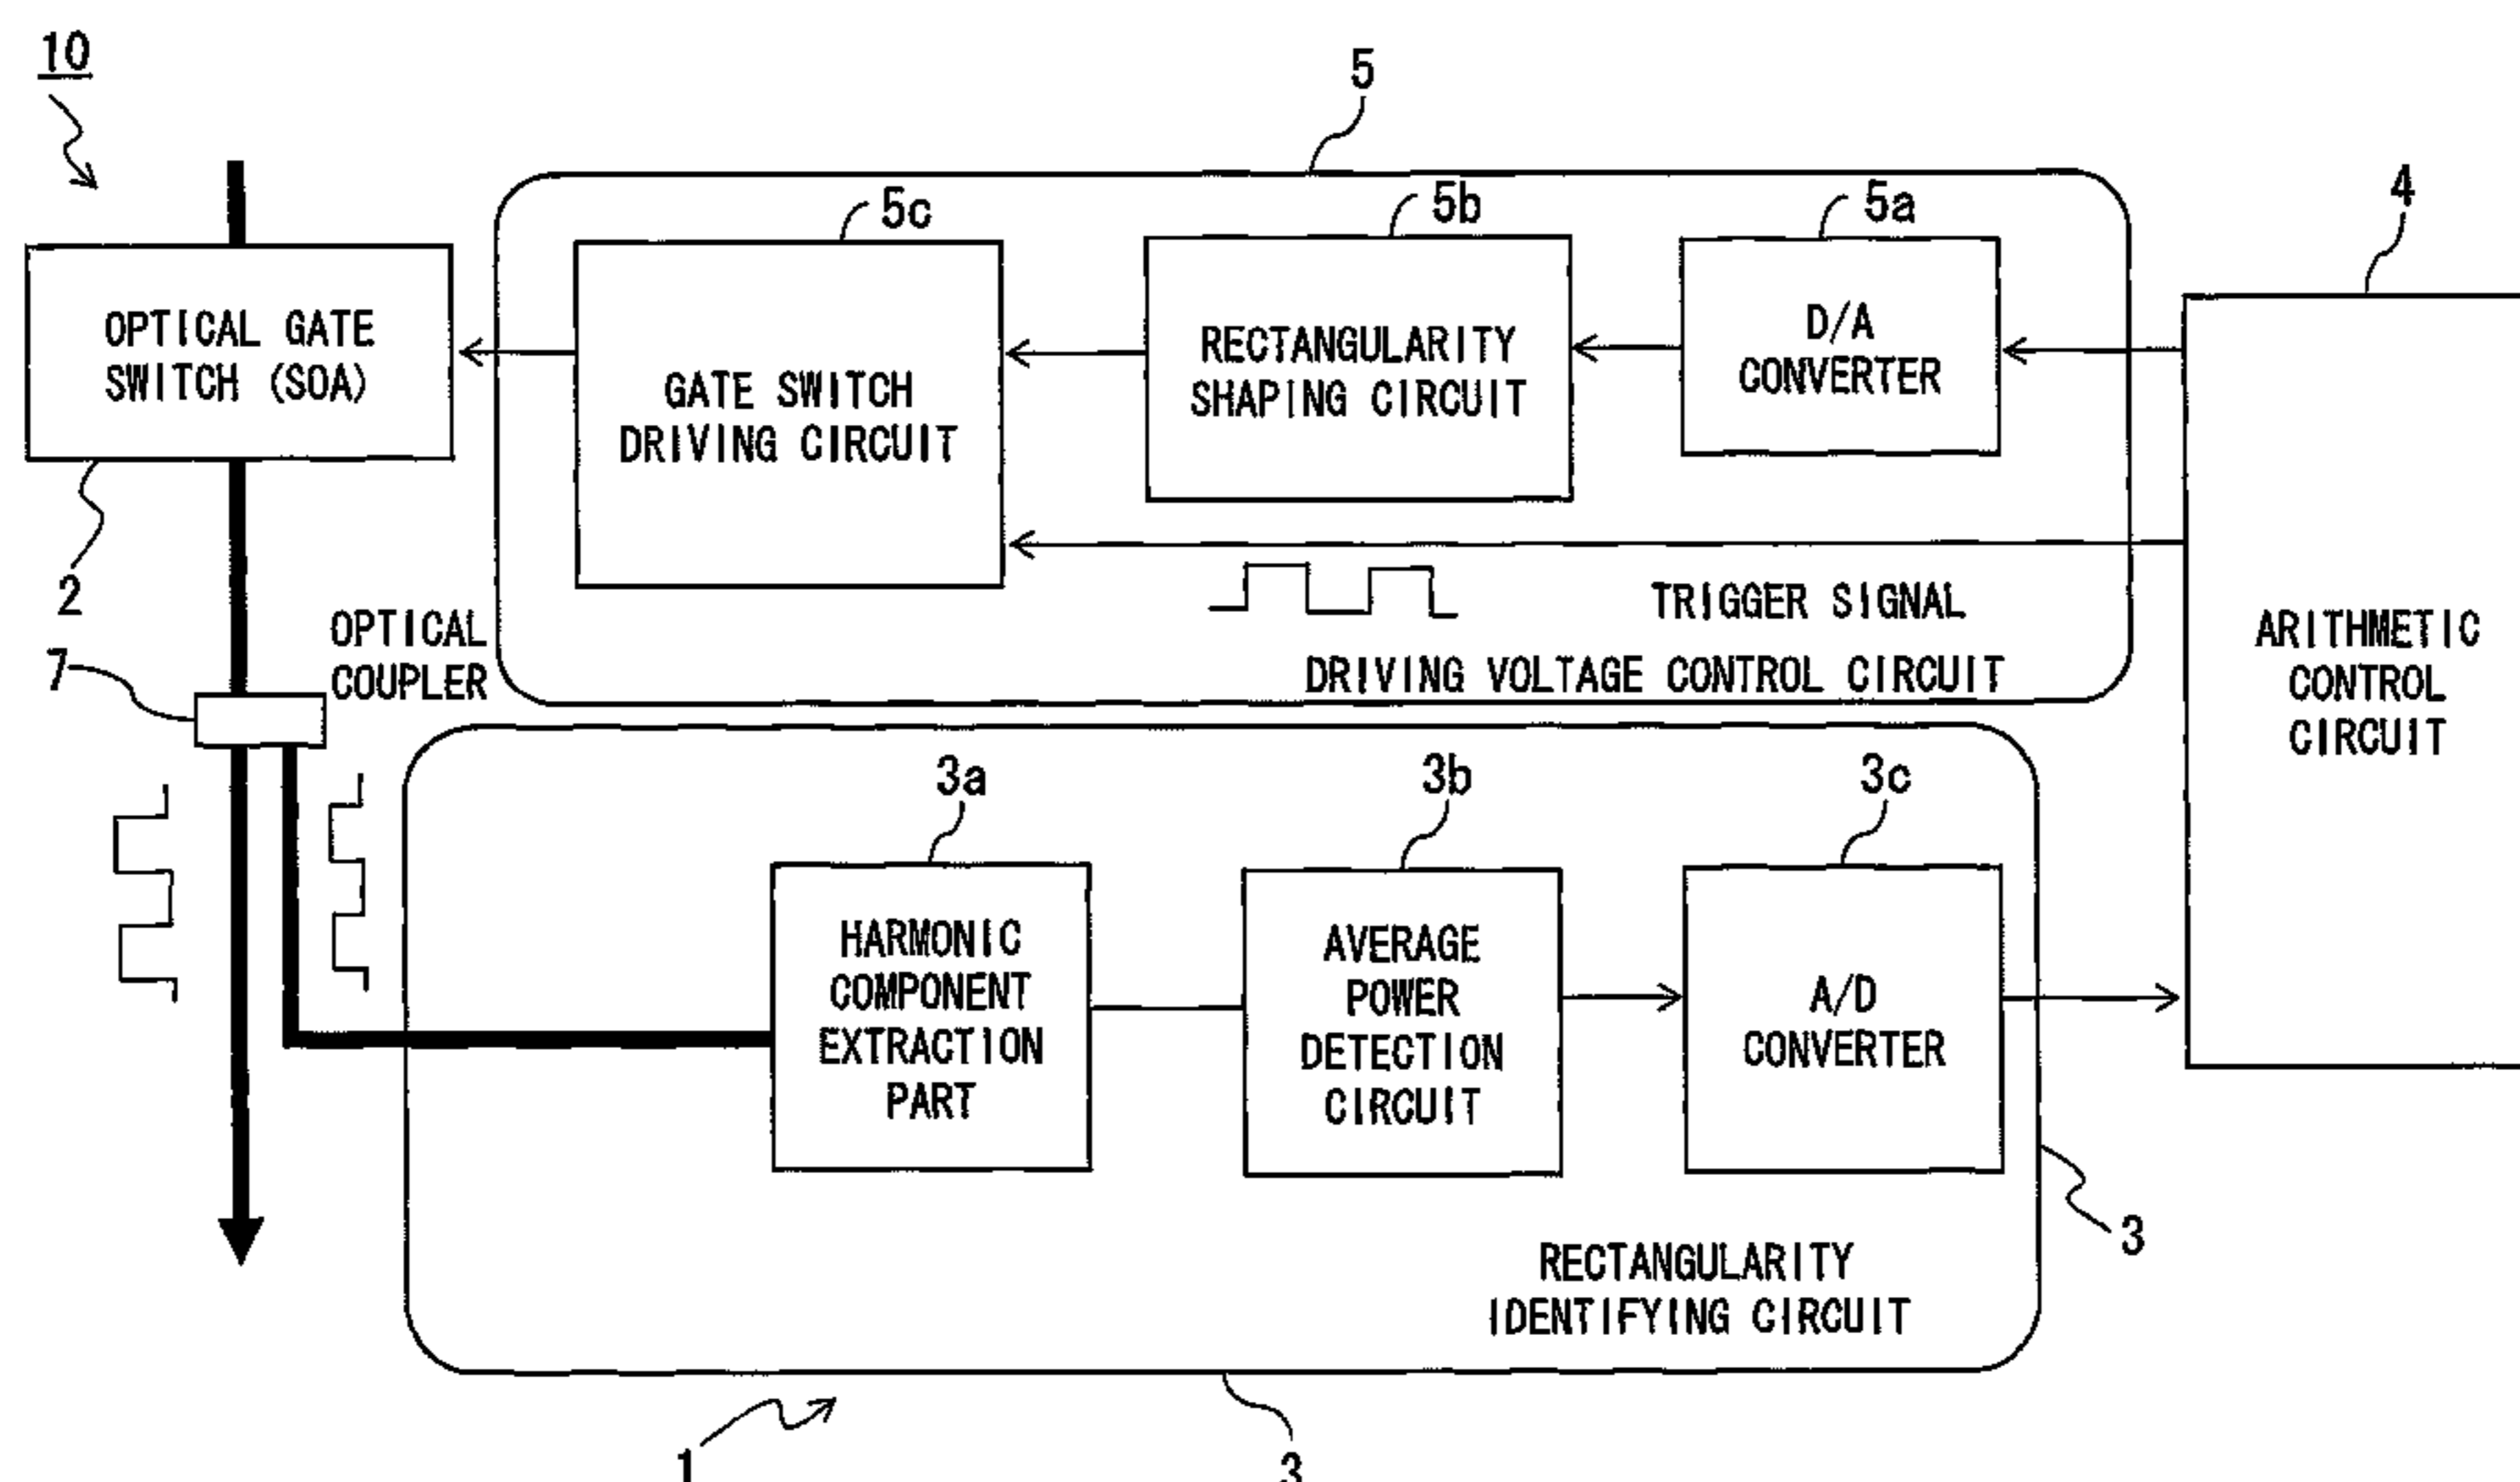 10
5
5c
5b
5a
4
OPTICAL GATE
SWITCH (SOA)
GATE SWITCH
DRIVING CIRCUIT
RECTANGULARITY
SHAPING CIRCUIT
D/A
CONVERTER
2
TRIGGER SIGNAL
OPTICAL
COUPLER
7
DRIVING VOLTAGE CONTROL CIRCUIT
ARITHMETIC
CONTROL
CIRCUIT
3a
3b
3c
HARMONIC
COMPONENT
EXTRACTION
PART
AVERAGE
POWER
DETECTION
CIRCUIT
A/D
CONVERTER
3
RECTANGULARITY
IDENTIFYING CIRCUIT
1
3